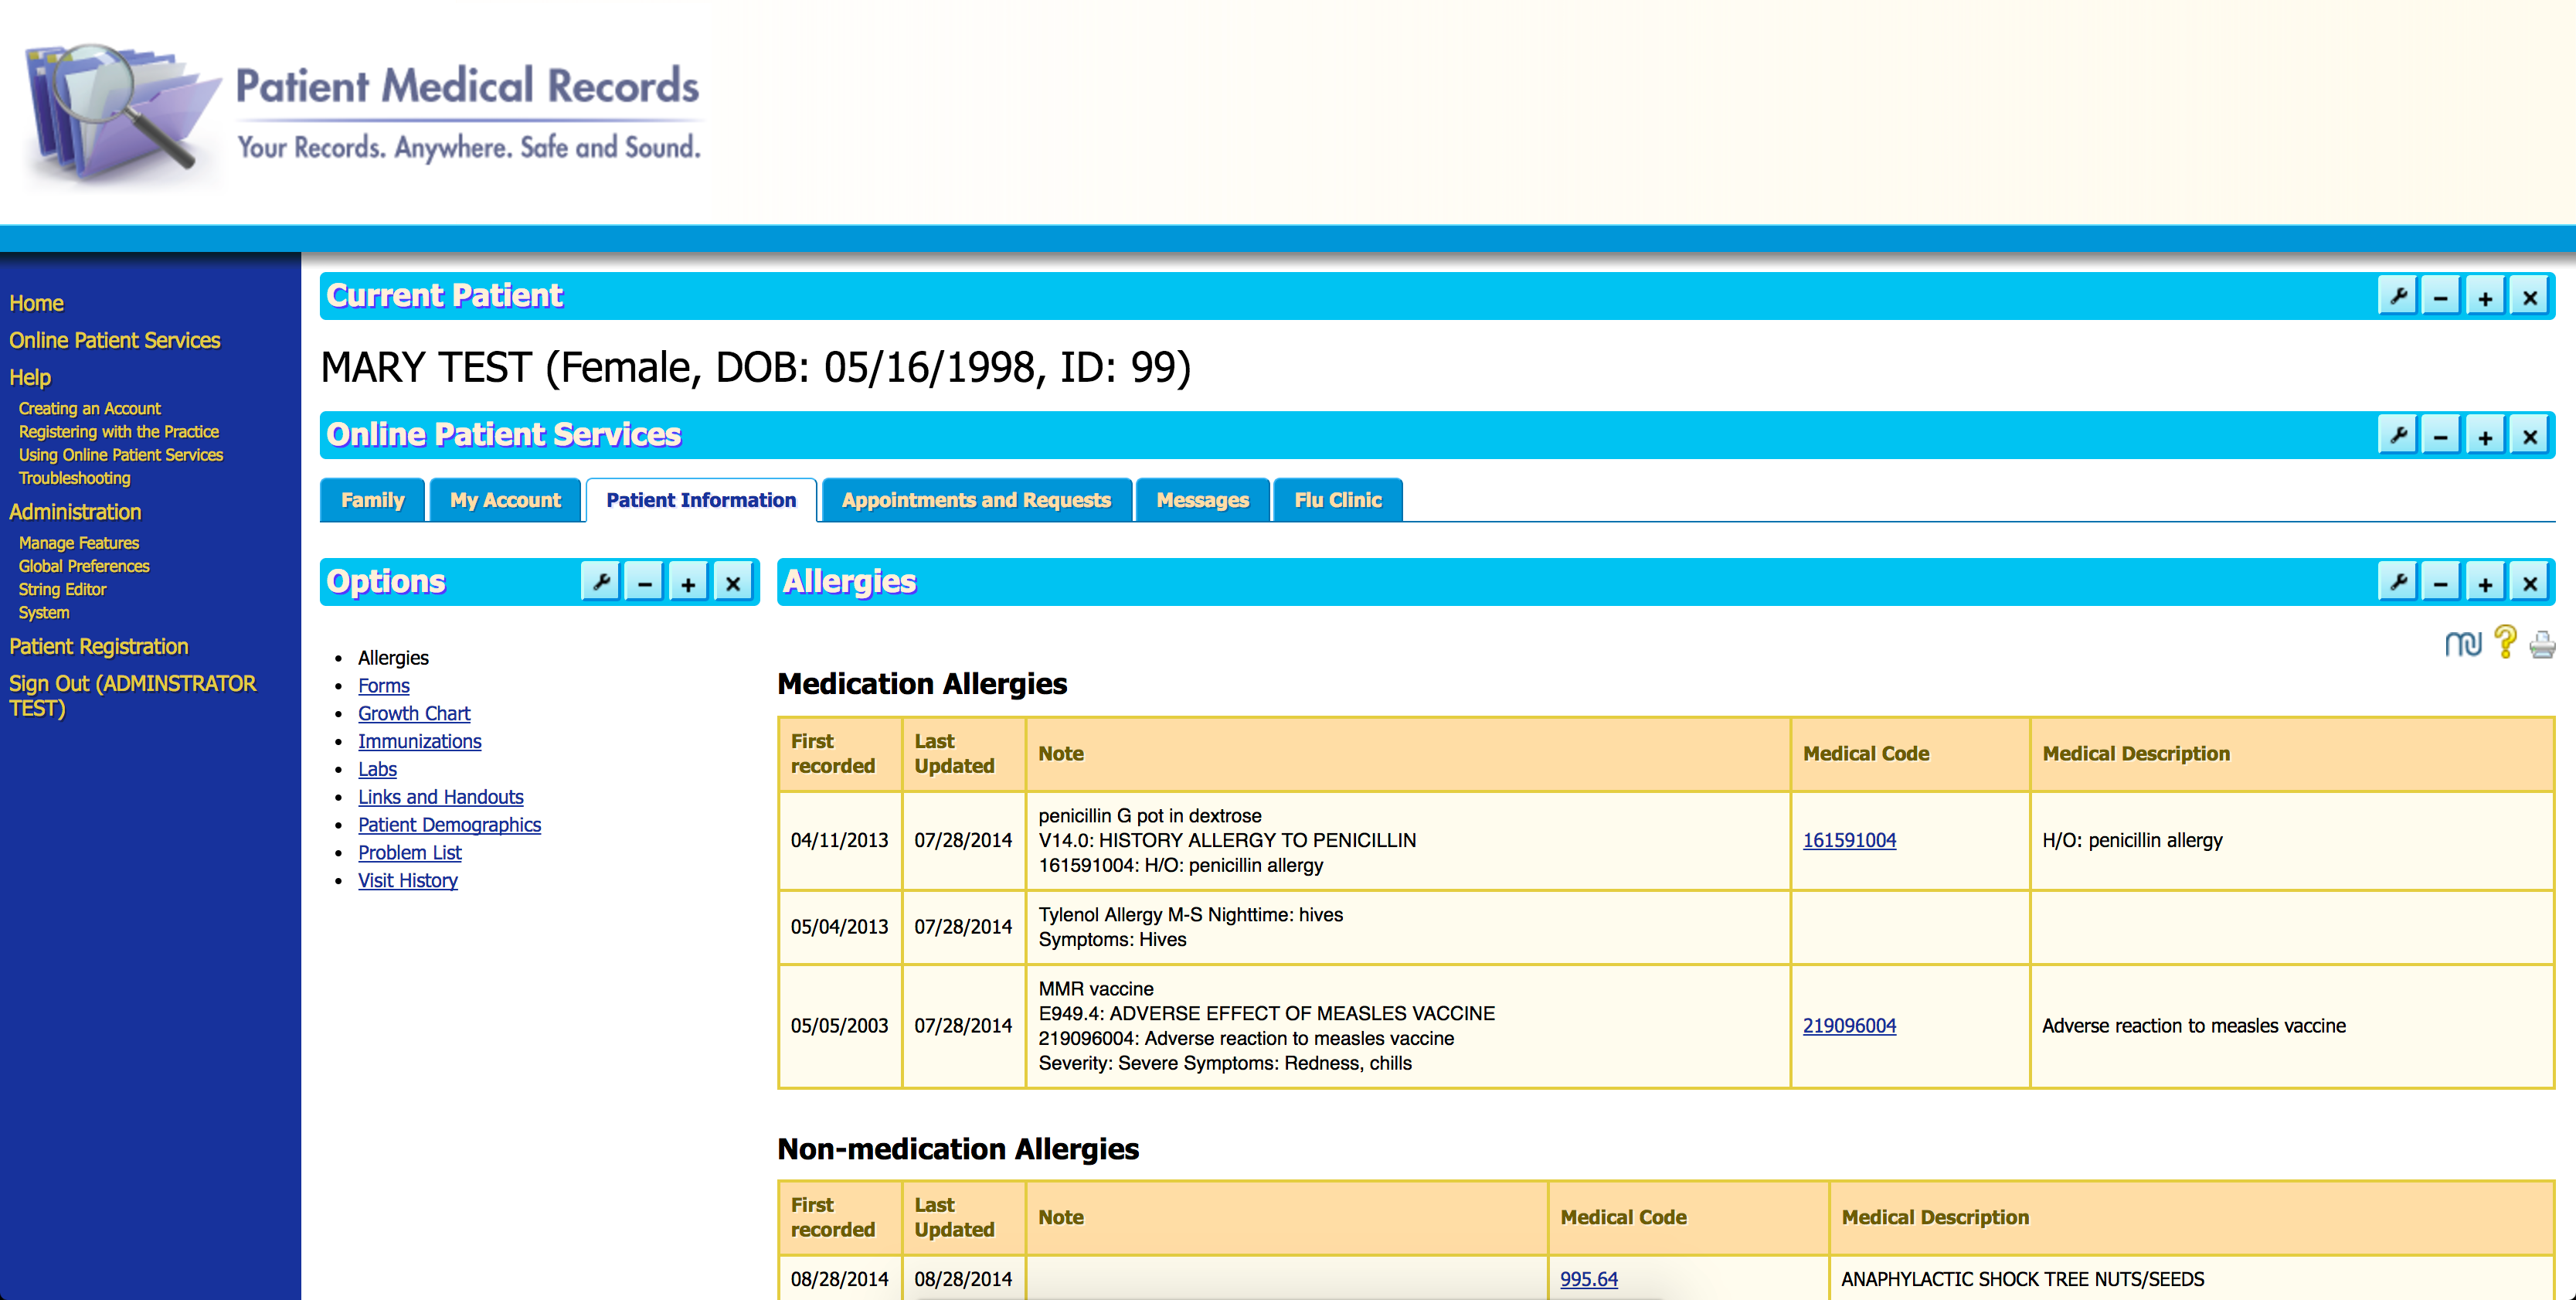 Patient Medical Records
Your Records. Anywhere. Safe and Sound.
Home
Online Patient Services
Help
Creating an Account
Registering with the Practice
Using Online Patient Services
Troubleshooting
Administration
Manage Features
Global Preferences
String Editor
System
Patient Registration
Sign Out (ADMINSTRATOR
TEST)
Current Patient
MARY TEST (Female, DOB: 05/16/1998, ID: 99)
Online Patient Services
Family My Account Patient Information Appointments and Requests Messages Flu Clinic
Options
Allergies
Forms
Growth Chart
Immunizations
Labs
Links and Handouts
Patient Demographics
Problem List
Visit History
Allergies
Medication Allergies
First recorded Last Updated Note Medical Code Medical Description
04/11/2013 07/28/2014 penicillin G pot in dextrose
V14.0: HISTORY ALLERGY TO PENICILLIN
161591004: H/O: penicillin allergy
161591004 H/O: penicillin allergy
05/04/2013 07/28/2014 Tylenol Allergy M-S Nighttime: hives
Symptoms: Hives
05/05/2003 07/28/2014 MMR vaccine
E949.4: ADVERSE EFFECT OF MEASLES VACCINE
219096004: Adverse reaction to measles vaccine
Severity: Severe Symptoms: Redness, chills
219096004 Adverse reaction to measles vaccine
Non-medication Allergies
First recorded Last Updated Note Medical Code Medical Description
08/28/2014 08/28/2014 995.64 ANAPHYLACTIC SHOCK TREE NUTS/SEEDS